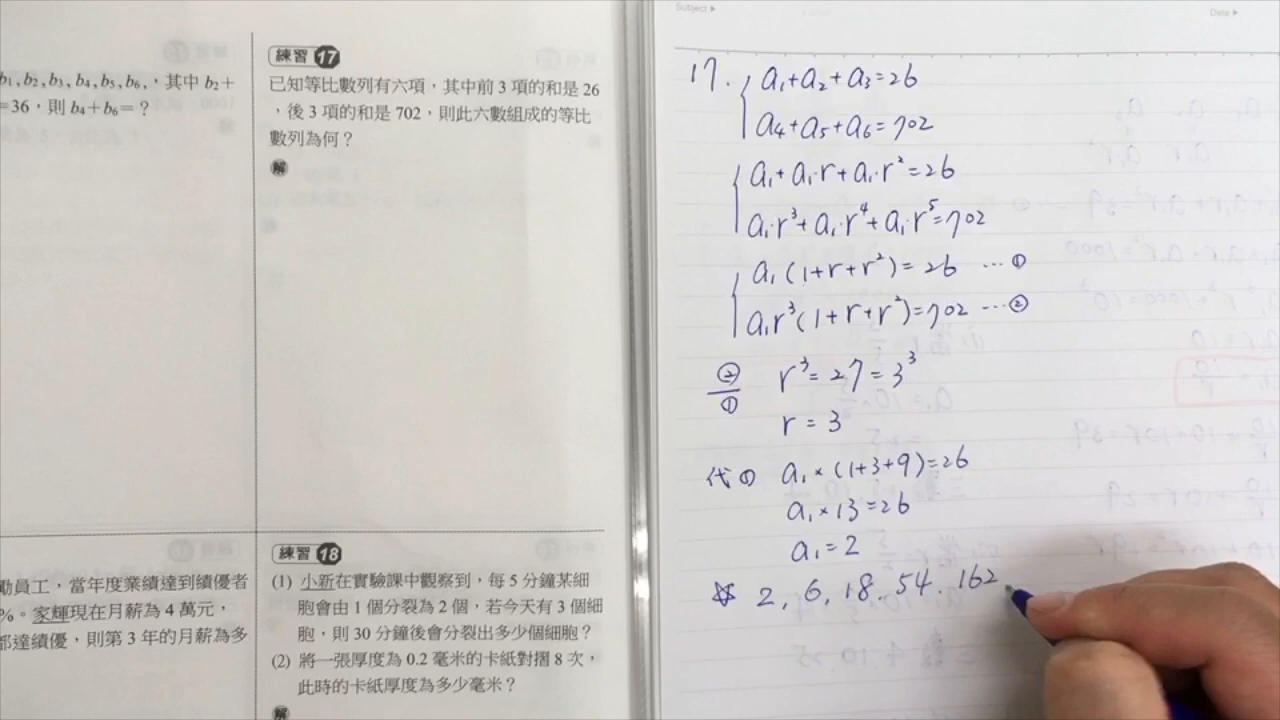 b₁, b₂, b₃, b₄, b₅, b₆,,其中 b₂+
=36,則 b₄+b₆=?
練習 17
已知等比數列有六項,其中前 3 項的和是 26
,後 3 項的和是 702,則此六數組成的等比
數列為何?
解
勵員工,當年度業績達到績優者
%。家輝現在月薪為 4 萬元,
都達績優,則第 3 年的月薪為多
練習 18
(1) 小新在實驗課中觀察到,每 5 分鐘某細
胞會由 1 個分裂為 2 個,若今天有 3 個細
胞,則 30 分鐘後會分裂出多少個細胞?
(2) 將一張厚度為 0.2 毫米的卡紙對摺 8 次,
此時的卡紙厚度為多少毫米?
解
Subject
Date
17. a₁+a₂+a₃=26
a₄+a₅+a₆=702
a₁+a₁·r+a₁·r²=26
a₁·r³+a₁·r⁴+a₁·r⁵=702
a₁(1+r+r²)=26 …①
a₁r³(1+r+r²)=702 …②
②/① r³=27=3³
r=3
代① a₁×(1+3+9)=26
a₁×13=26
a₁=2
☆ 2, 6, 18, 54, 162